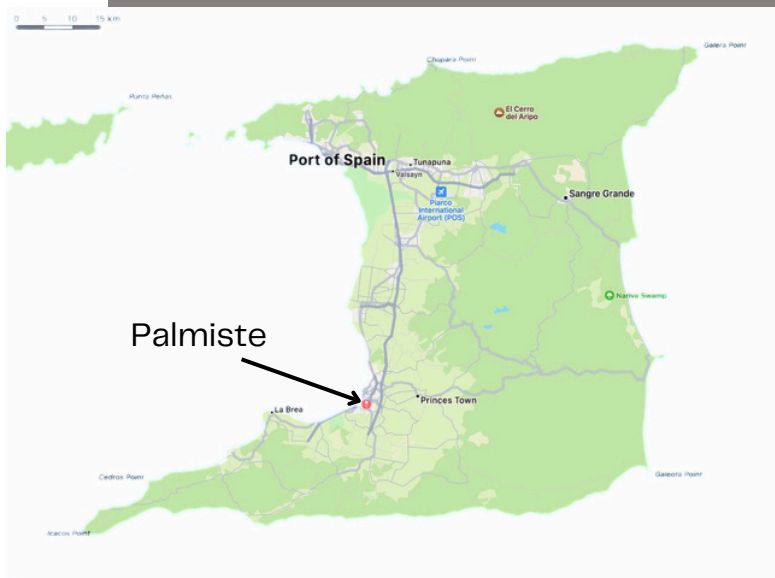 0 5 10 15 km
Galera Point
Chupara Point
Punta Peñas
El Cerro
del Aripo
Port of Spain
Tunapuna
Valsayn
Piarco
International
Airport (POS)
Sangre Grande
Nariva Swamp
Palmiste
Princes Town
La Brea
Cedros Point
Galeota Point
Icacos Point